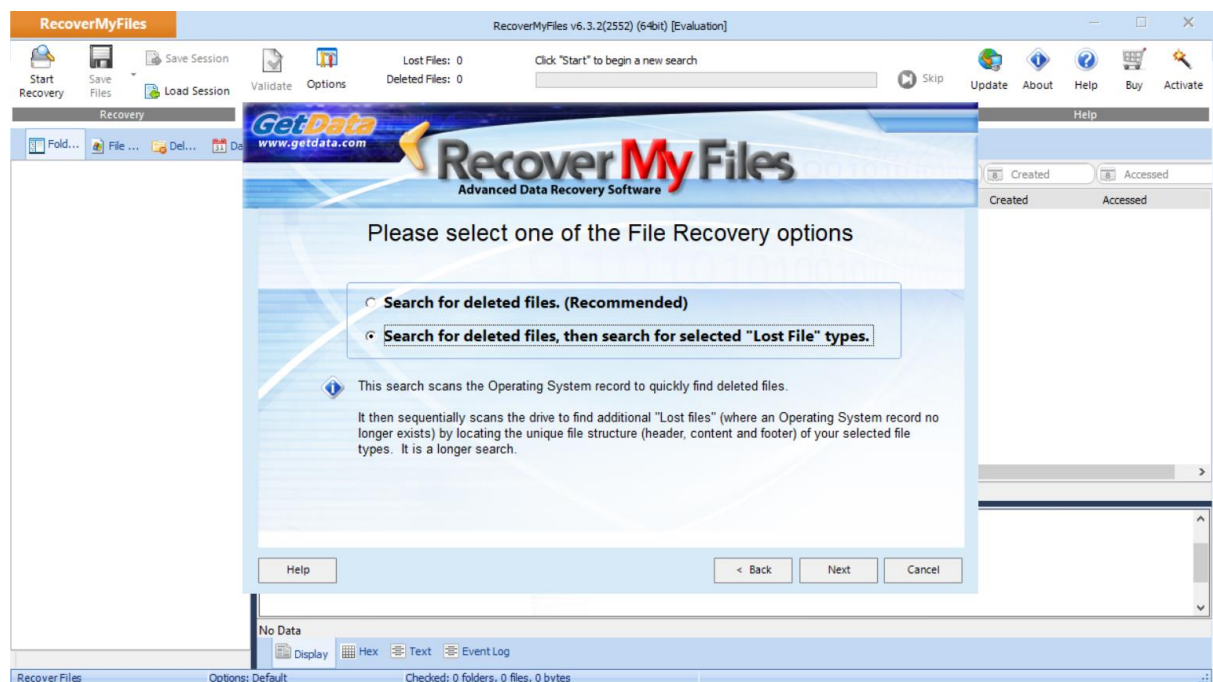 RecoverMyFiles
RecoverMyFiles v6.3.2(2552) (64bit) [Evaluation]
Start Recovery
Save Files
Save Session
Load Session
Validate
Options
Lost Files: 0
Deleted Files: 0
Click "Start" to begin a new search
Skip
Update
About
Help
Buy
Activate
Recovery
Help
Fold...
File ...
Del...
31
Da
GetData
www.getdata.com
Recover My Files
Advanced Data Recovery Software
8 Created
8 Accessed
Created
Accessed
Please select one of the File Recovery options
Search for deleted files. (Recommended)
Search for deleted files, then search for selected "Lost File" types.
This search scans the Operating System record to quickly find deleted files.
It then sequentially scans the drive to find additional "Lost files" (where an Operating System record no
longer exists) by locating the unique file structure (header, content and footer) of your selected file
types. It is a longer search.
Help
< Back
Next
Cancel
No Data
Display
Hex
Text
Event Log
Recover Files
Options: Default
Checked: 0 folders, 0 files, 0 bytes